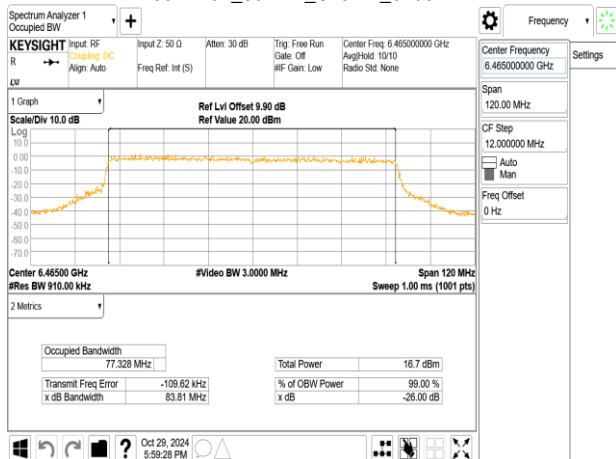 Spectrum Analyzer 1
Occupied BW
Frequency
KEYSIGHT
R
Input: RF
Coupling: DC
Align: Auto
Input Z: 50 Ω
Freq Ref: Int (S)
Atten: 30 dB
Trig: Free Run
Gate: Off
#IF Gain: Low
Center Freq: 6.465000000 GHz
Avg|Hold: 10/10
Radio Std: None
Center Frequency
6.465000000 GHz
Settings
Span
120.00 MHz
CF Step
12.000000 MHz
Auto
Man
Freq Offset
0 Hz
1 Graph
Scale/Div 10.0 dB
Ref Lvl Offset 9.90 dB
Ref Value 20.00 dBm
Log
10.0
0.00
-10.0
-20.0
-30.0
-40.0
-50.0
-60.0
-70.0
Center 6.46500 GHz
#Video BW 3.0000 MHz
Span 120 MHz
#Res BW 910.00 kHz
Sweep 1.00 ms (1001 pts)
2 Metrics
Occupied Bandwidth
77.328 MHz
Total Power 16.7 dBm
Transmit Freq Error -109.62 kHz
% of OBW Power 99.00 %
x dB Bandwidth 83.81 MHz
x dB -26.00 dB
?
Oct 29, 2024
5:59:28 PM